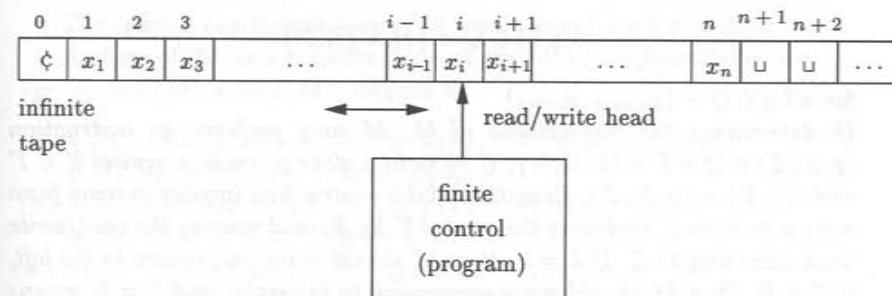 0 1 2 3 i−1 i i+1 n n+1 n+2
¢ x₁ x₂ x₃ ... xᵢ₋₁ xᵢ xᵢ₊₁ ... xₙ ⊔ ⊔ ...
infinite
tape
read/write head
finite
control
(program)